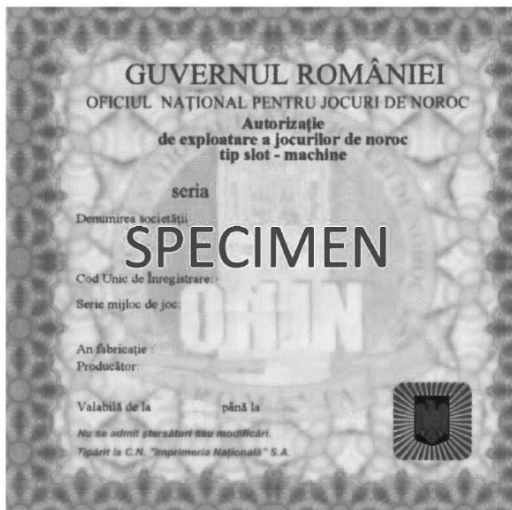 GUVERNUL ROMÂNIEI
OFICIUL NAȚIONAL PENTRU JOCURI DE NOROC
Autorizație
de exploatare a jocurilor de noroc
tip slot - machine
seria
Denumirea societății
SPECIMEN
Cod Unic de Înregistrare:
Serie mijloc de joc:
ONJN
An fabricație :
Producător:
Valabilă de la până la
Nu se admit ștersături sau modificări.
Tipărit la C.N. "Imprimeria Națională" S.A.